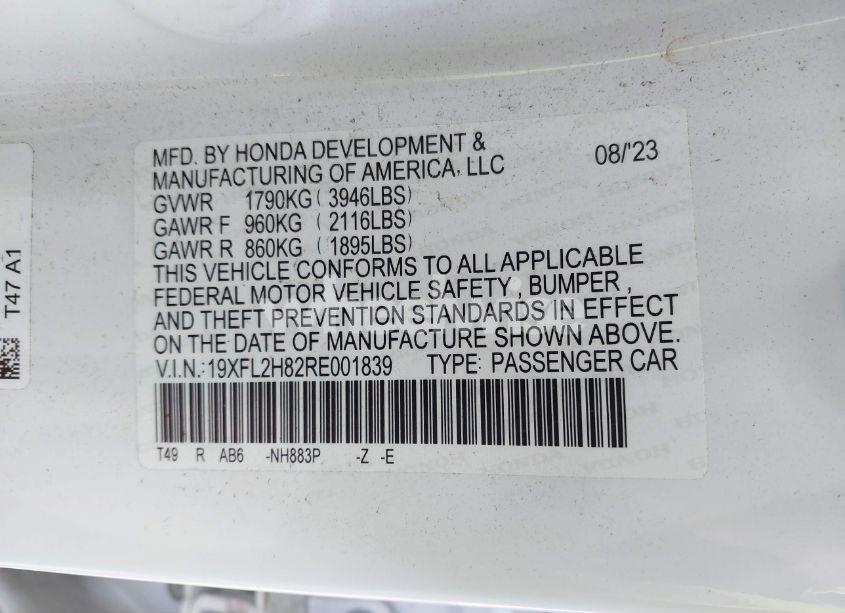 MFD. BY HONDA DEVELOPMENT &
MANUFACTURING OF AMERICA, LLC 08/'23
GVWR 1790KG ( 3946LBS)
GAWR F 960KG ( 2116LBS)
GAWR R 860KG ( 1895LBS)
THIS VEHICLE CONFORMS TO ALL APPLICABLE
FEDERAL MOTOR VEHICLE SAFETY , BUMPER ,
AND THEFT PREVENTION STANDARDS IN EFFECT
ON THE DATE OF MANUFACTURE SHOWN ABOVE.
V.I.N.:19XFL2H82RE001839 TYPE: PASSENGER CAR
T49 R AB6 -NH883P -Z -E
T47 A1
HONDA